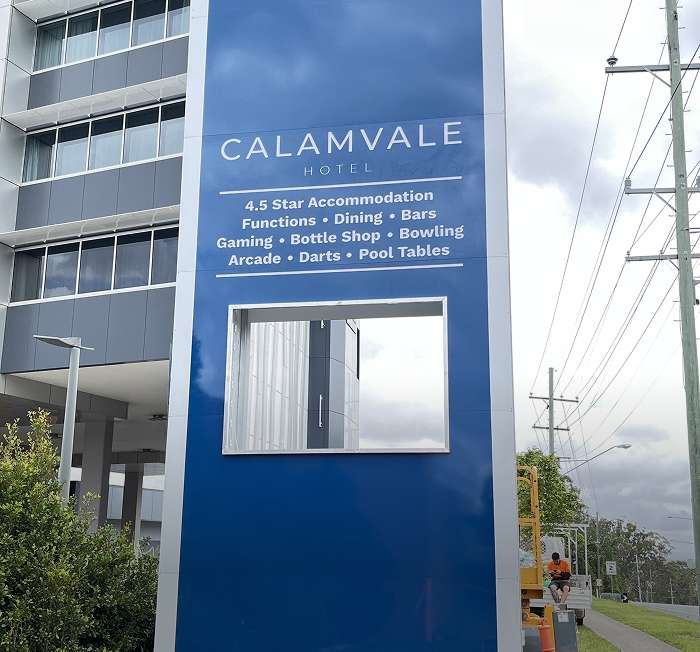 CALAMVALE
HOTEL
4.5 Star Accommodation
Functions • Dining • Bars
Gaming • Bottle Shop • Bowling
Arcade • Darts • Pool Tables